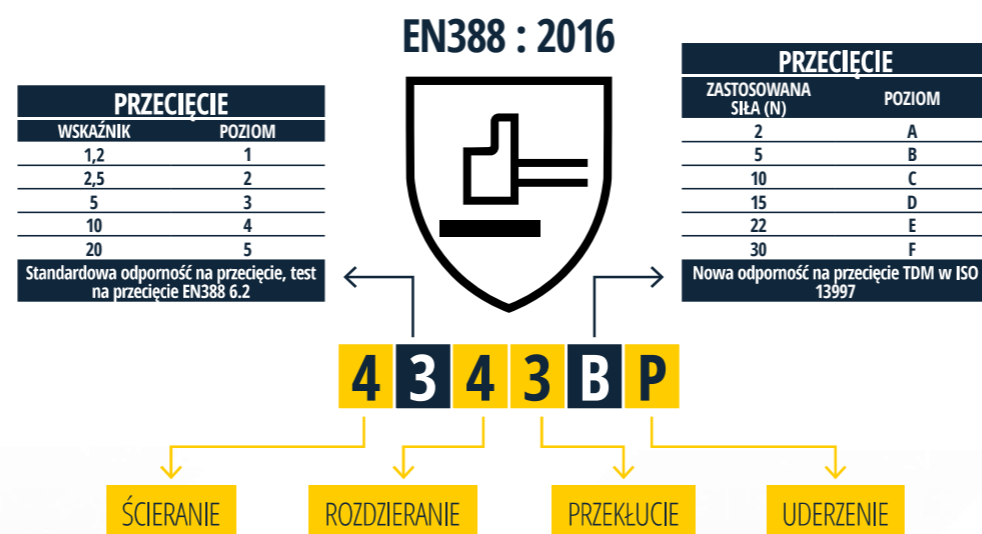 EN388 : 2016
PRZECIĘCIE
WSKAŹNIK POZIOM
1,2 1
2,5 2
5 3
10 4
20 5
Standardowa odporność na przecięcie, test
na przecięcie EN388 6.2
PRZECIĘCIE
ZASTOSOWANA
SIŁA (N) POZIOM
2 A
5 B
10 C
15 D
22 E
30 F
Nowa odporność na przecięcie TDM w ISO
13997
4 3 4 3 B P
ŚCIERANIE ROZDZIERANIE PRZEKŁUCIE UDERZENIE